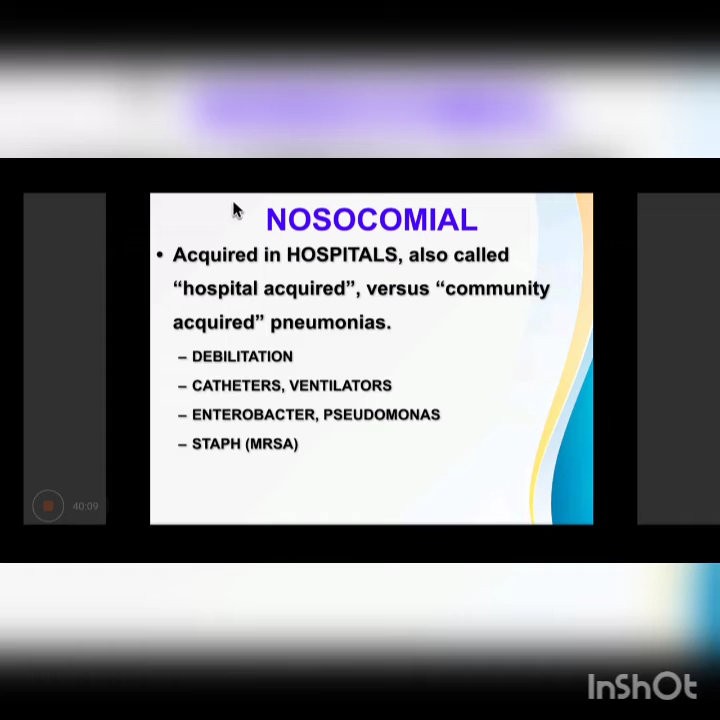 NOSOCOMIAL
• Acquired in HOSPITALS, also called
“hospital acquired”, versus “community
acquired” pneumonias.
– DEBILITATION
– CATHETERS, VENTILATORS
– ENTEROBACTER, PSEUDOMONAS
– STAPH (MRSA)
40:09
InShOt